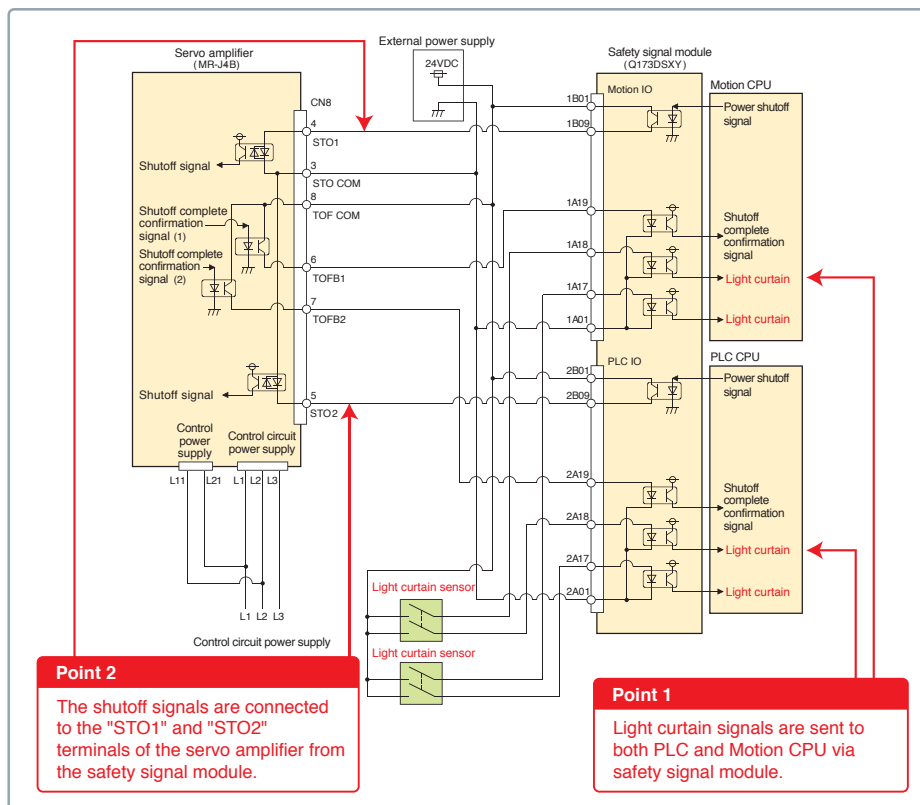 External power supply
24VDC
Servo amplifier
(MR-J4B)
CN8
4
STO1
Shutoff signal
3
STO COM
8
TOF COM
Shutoff complete
confirmation
signal (1)
Shutoff complete
confirmation
signal (2)
6
TOFB1
7
TOFB2
Shutoff signal
5
STO2
Control
power
supply
Control circuit
power supply
L11 L21 L1 L2 L3
L1 L2 L3
Control circuit power supply
Safety signal module
(Q173DSXY)
Motion IO
1B01
1B09
1A19
1A18
1A17
1A01
PLC IO
2B01
2B09
2A19
2A18
2A17
2A01
Motion CPU
Power shutoff
signal
Shutoff
complete
confirmation
signal
Light curtain
Light curtain
PLC CPU
Power shutoff
signal
Shutoff
complete
confirmation
signal
Light curtain
Light curtain
Light curtain sensor
Light curtain sensor
Point 2
The shutoff signals are connected
to the "STO1" and "STO2"
terminals of the servo amplifier from
the safety signal module.
Point 1
Light curtain signals are sent to
both PLC and Motion CPU via
safety signal module.